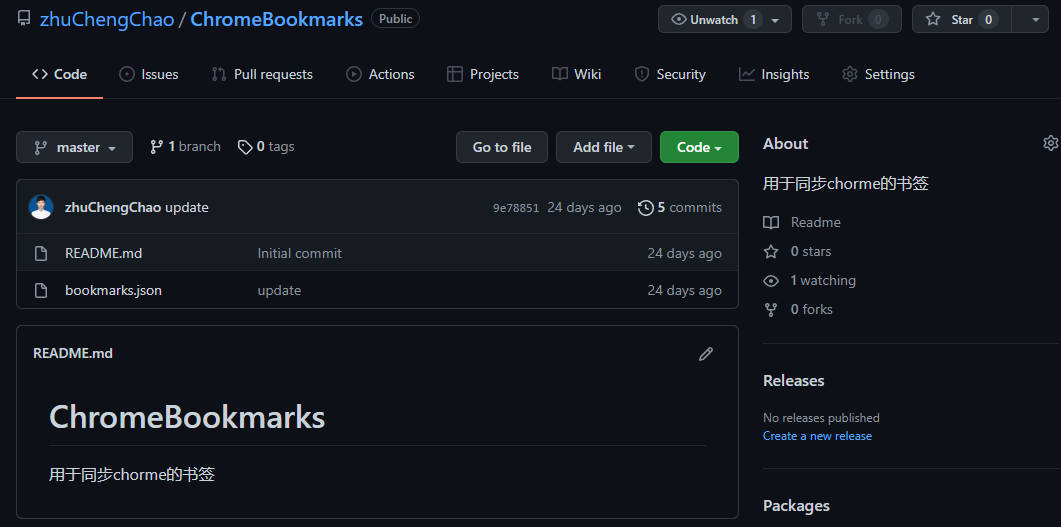 zhuChengChao / ChromeBookmarks Public
Unwatch 1 Fork 0 Star 0
Code Issues Pull requests Actions Projects Wiki Security Insights Settings
master 1 branch 0 tags Go to file Add file Code
zhuChengChao update 9e78851 24 days ago 5 commits
README.md Initial commit 24 days ago
bookmarks.json update 24 days ago
README.md
ChromeBookmarks
用于同步chorme的书签
About
用于同步chorme的书签
Readme
0 stars
1 watching
0 forks
Releases
No releases published
Create a new release
Packages